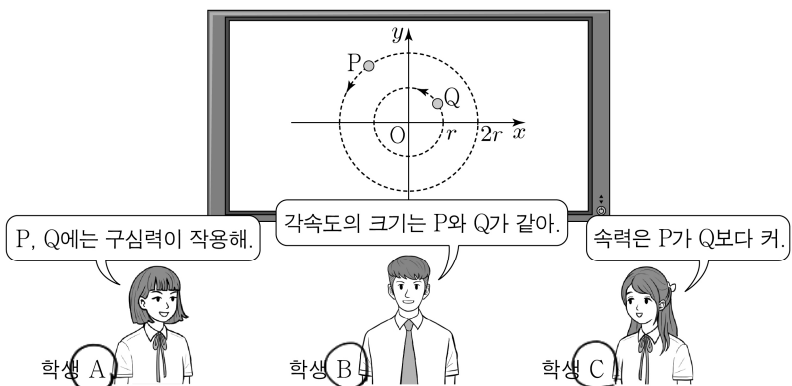 y
P
Q
O
r
2r
x
P, Q에는 구심력이 작용해.
각속도의 크기는 P와 Q가 같아.
속력은 P가 Q보다 커.
학생 A
학생 B
학생 C